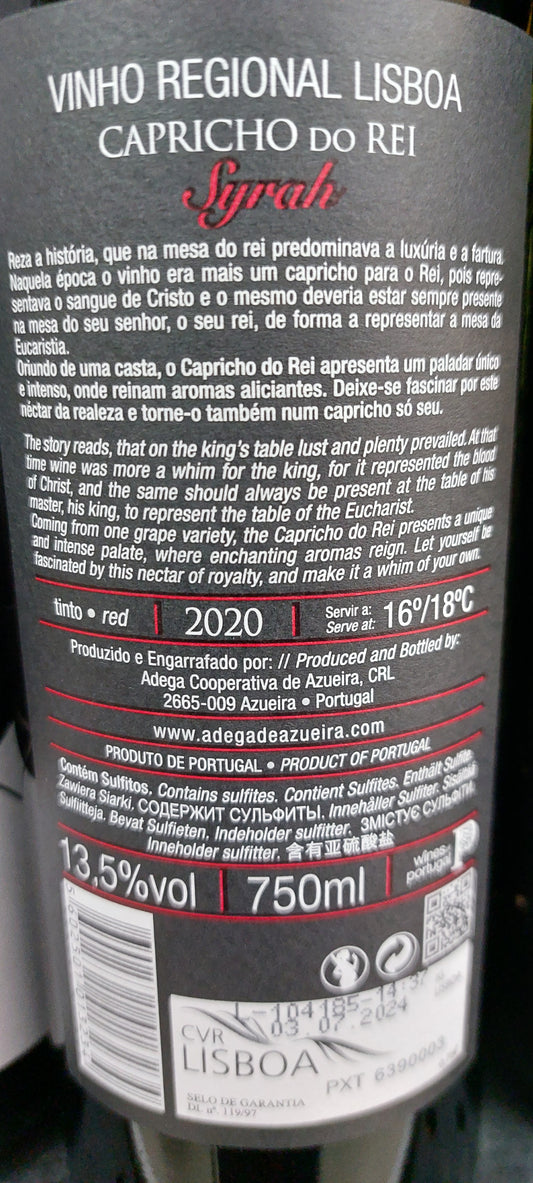 VINHO REGIONAL LISBOA
CAPRICHO DO REI
Syrah
Reza a história, que na mesa do rei predominava a luxúria e a fartura.
Naquela época o vinho era mais um capricho para o Rei, pois repre-
sentava o sangue de Cristo e o mesmo deveria estar sempre presente
na mesa do seu senhor, o seu rei, de forma a representar a mesa da
Eucaristia.
Oriundo de uma casta, o Capricho do Rei apresenta um paladar único
e intenso, onde reinam aromas aliciantes. Deixe-se fascinar por este
néctar da realeza e torne-o também num capricho só seu.
The story reads, that on the king's table lust and plenty prevailed. At that
time wine was more a whim for the king, for it represented the blood
of Christ, and the same should always be present at the table of his
master, his king, to represent the table of the Eucharist.
Coming from one grape variety, the Capricho do Rei presents a unique
and intense palate, where enchanting aromas reign. Let yourself be
fascinated by this nectar of royalty, and make it a whim of your own.
tinto • red 2020 Servir a: 16º/18ºC
Serve at:
Produzido e Engarrafado por: // Produced and Bottled by:
Adega Cooperativa de Azueira, CRL
2665-009 Azueira • Portugal
www.adegadeazueira.com
PRODUTO DE PORTUGAL • PRODUCT OF PORTUGAL
Contém Sulfitos. Contains sulfites. Contient Sulfites. Enthält Sulfite.
Zawiera Siarki. СОДЕРЖИТ СУЛЬФИТЫ. Innehåller Sulfiter. Sisältää
Sulfiitteja. Bevat Sulfieten. Indeholder sulfitter. ЗМІСТУЄ СУЛЬФІТИ.
Inneholder sulfitter. 含有亚硫酸盐
13,5%vol 750ml wines of
portugal
L-104185-14:37
03.07.2024
CVR
LISBOA
LISBOA
PXT 6390003
SELO DE GARANTIA
DL nº. 119/97